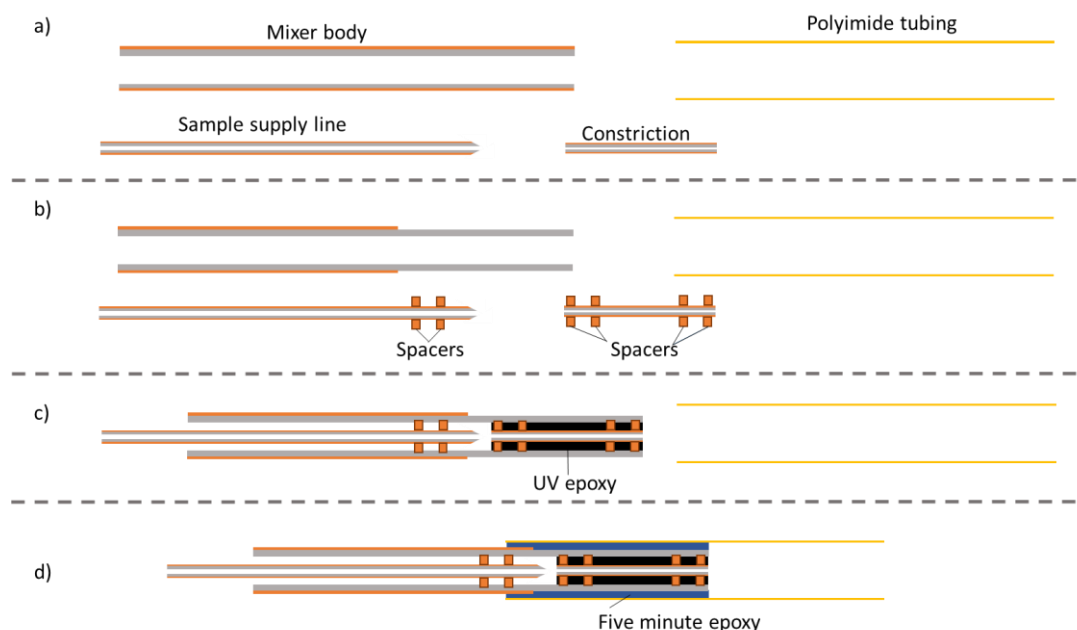 a)
Mixer body
Polyimide tubing
Sample supply line
Constriction
b)
Spacers
Spacers
c)
UV epoxy
d)
Five minute epoxy